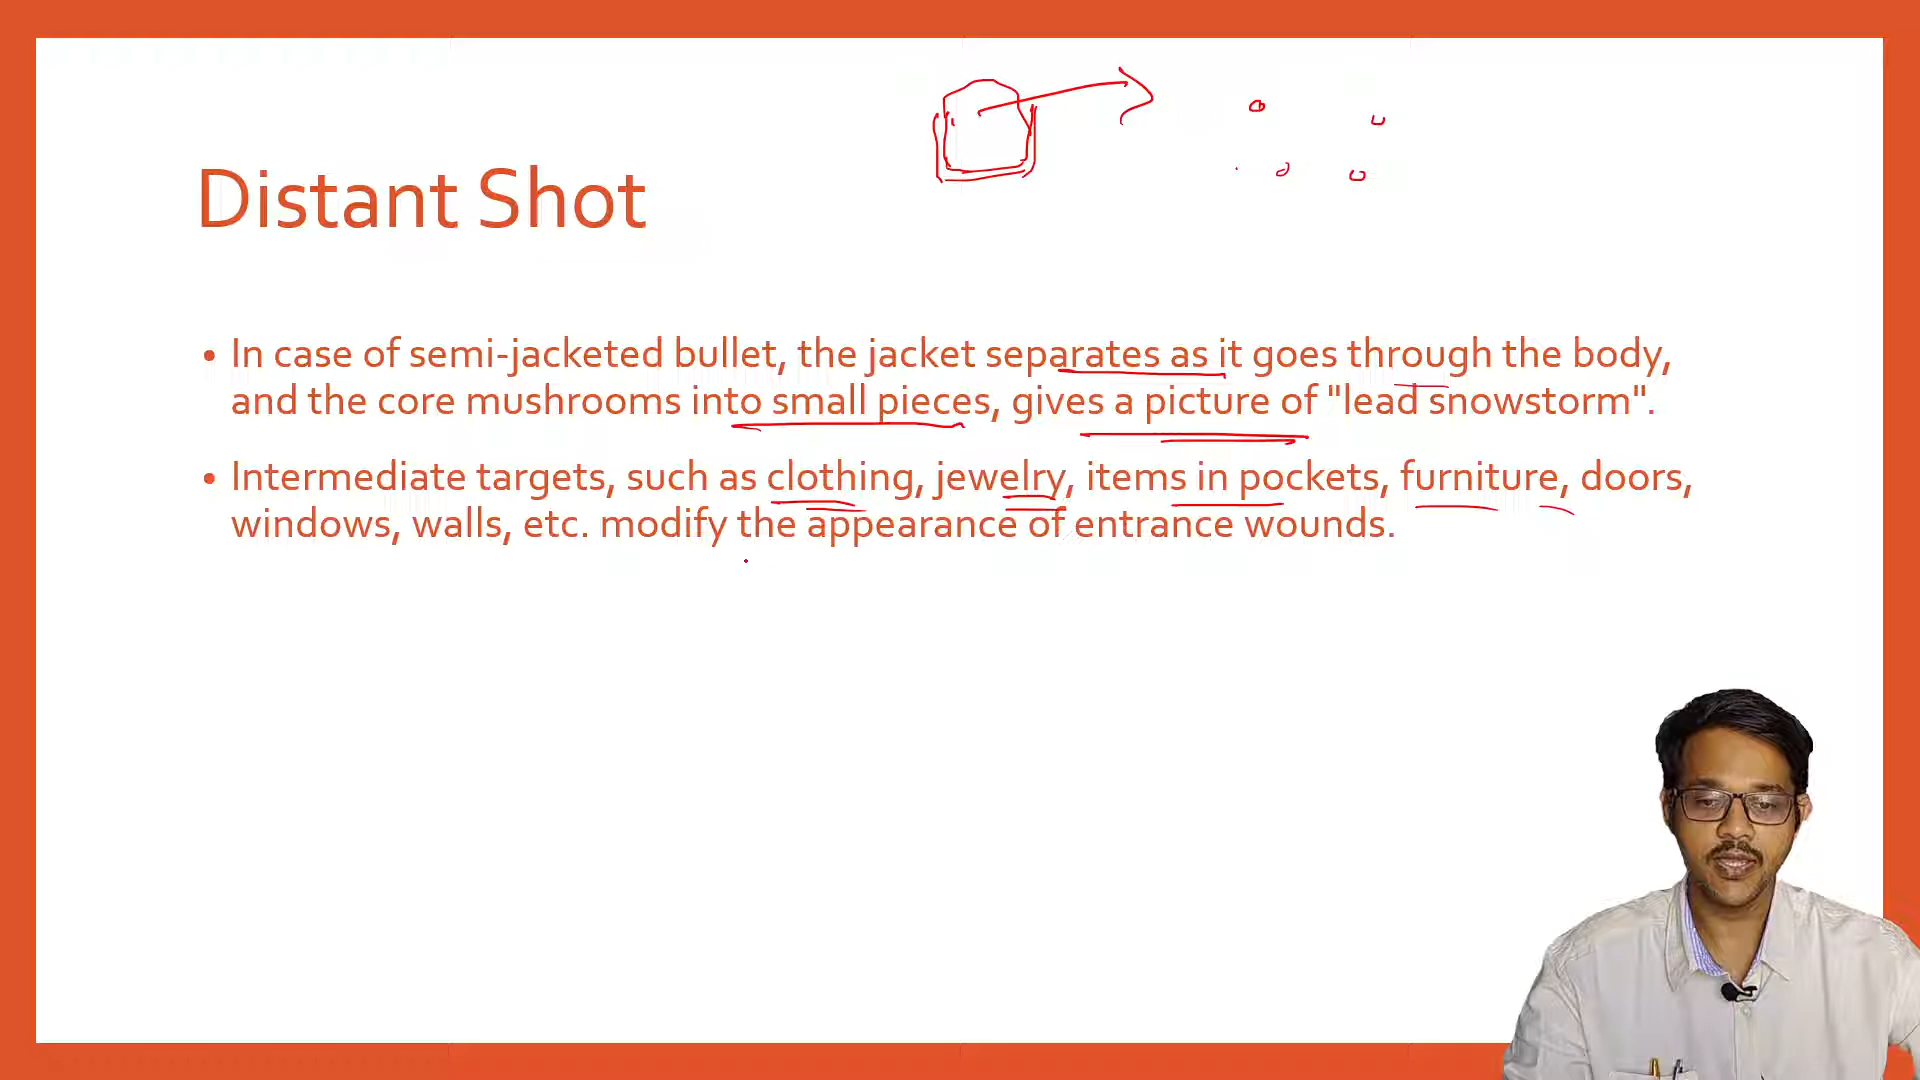 Distant Shot
• In case of semi-jacketed bullet, the jacket separates as it goes through the body,
and the core mushrooms into small pieces, gives a picture of "lead snowstorm".
• Intermediate targets, such as clothing, jewelry, items in pockets, furniture, doors,
windows, walls, etc. modify the appearance of entrance wounds.